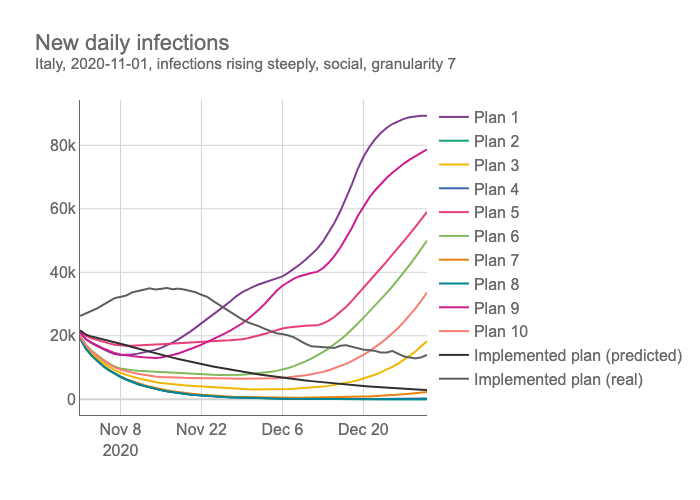 New daily infections
Italy, 2020-11-01, infections rising steeply, social, granularity 7
80k
60k
40k
20k
0
Nov 8
2020
Nov 22
Dec 6
Dec 20
Plan 1
Plan 2
Plan 3
Plan 4
Plan 5
Plan 6
Plan 7
Plan 8
Plan 9
Plan 10
Implemented plan (predicted)
Implemented plan (real)